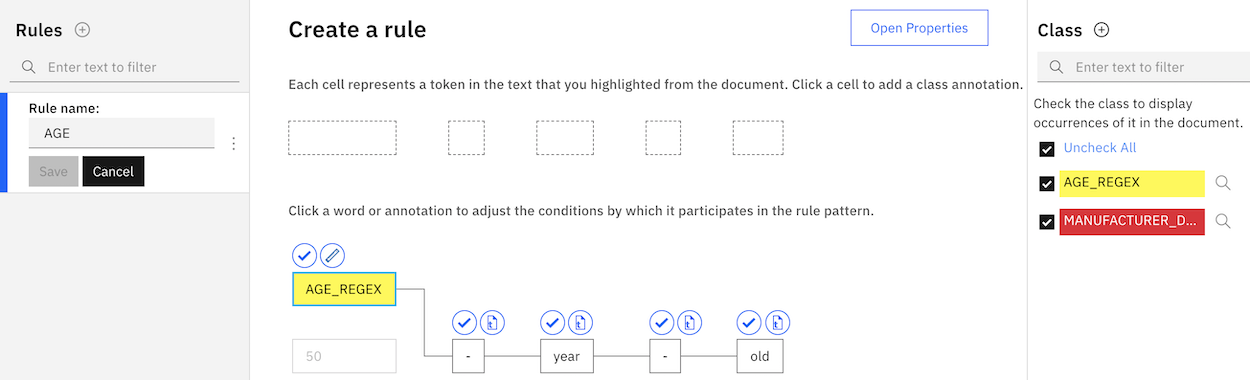 Rules
Enter text to filter
Rule name:
AGE
Save
Cancel
Create a rule
Open Properties
Each cell represents a token in the text that you highlighted from the document. Click a cell to add a class annotation.
Click a word or annotation to adjust the conditions by which it participates in the rule pattern.
AGE_REGEX
50
-
year
-
old
Class
Enter text to filter
Check the class to display
occurrences of it in the document.
Uncheck All
AGE_REGEX
MANUFACTURER_D...